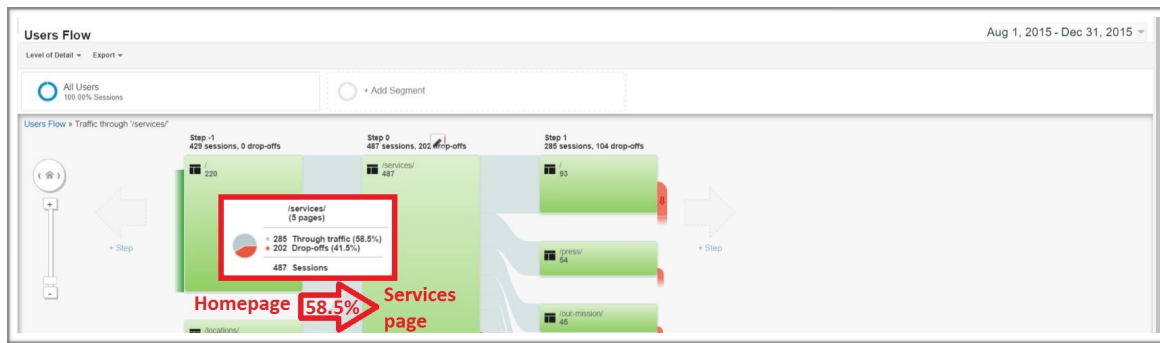 Users Flow
Aug 1, 2015 - Dec 31, 2015
Level of Detail
Export
All Users
100.00% Sessions
+ Add Segment
Users Flow » Traffic through '/services/'
Step -1
429 sessions, 0 drop-offs
Step 0
487 sessions, 202 drop-offs
Step 1
285 sessions, 104 drop-offs
/
220
/services/
487
/
93
8
/services/
(5 pages)
285 Through traffic (58.5%)
202 Drop-offs (41.5%)
487 Sessions
+ Step
+ Step
/press/
54
Homepage
58.5%
Services
page
/locations/
/our-mission/
45